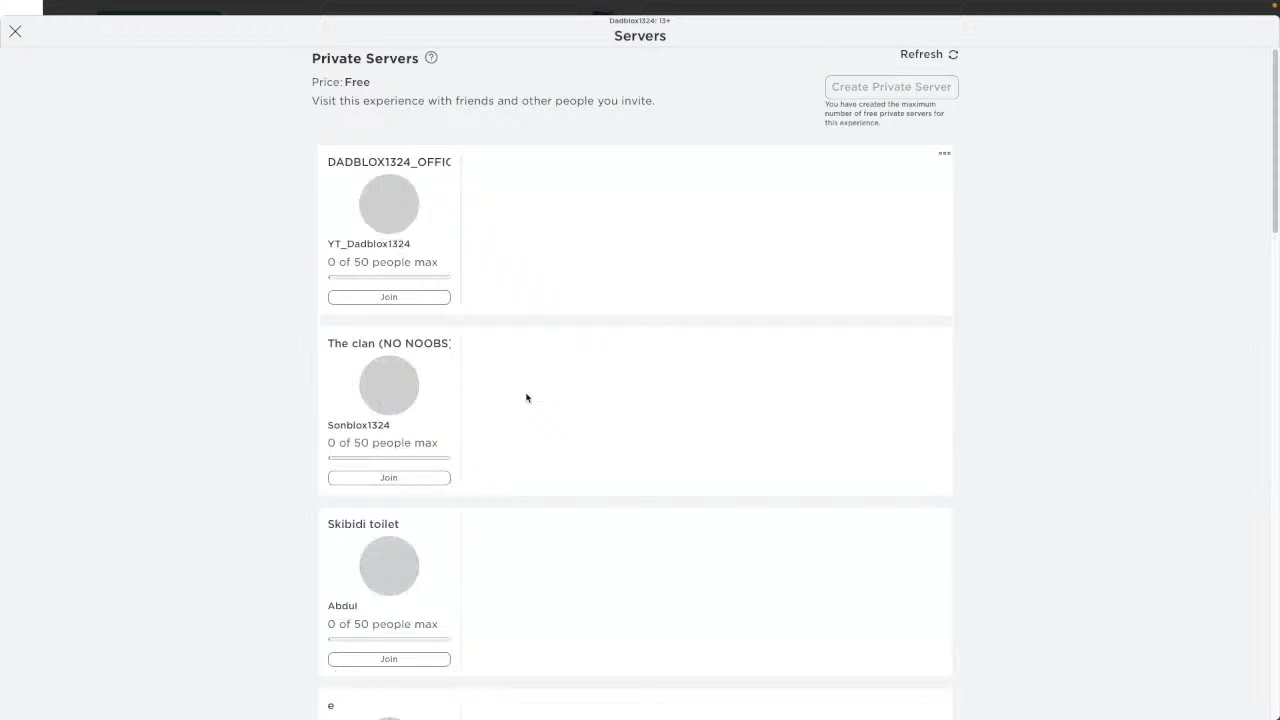 Dadblox1324: 13+
Servers
Private Servers ?
Refresh
Price: Free
Create Private Server
Visit this experience with friends and other people you invite.
You have created the maximum
number of free private servers for
this experience.
DADBLOX1324_OFFIC
YT_Dadblox1324
0 of 50 people max
Join
The clan (NO NOOBS)
Sonblox1324
0 of 50 people max
Join
Skibidi toilet
Abdul
0 of 50 people max
Join
e